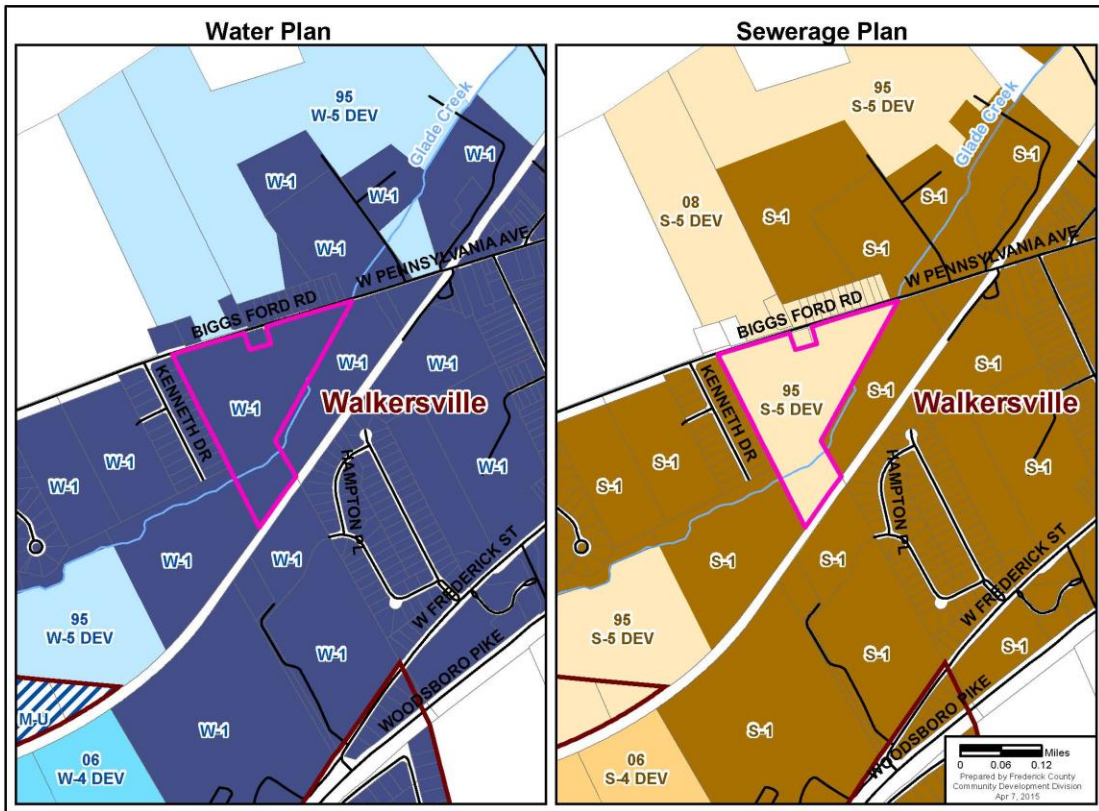 Water Plan
95
W-5 DEV
Glade Creek
W-1
W-1
W-1
W-1
W PENNSYLVANIA AVE
BIGGS FORD RD
W-1
W-1
KENNETH DR
W-1
Walkersville
W-1
W-1
HAMPTON PL
W-1
W-1
W FREDERICK ST
95
W-5 DEV
W-1
WOODSBORO PIKE
M-U
W-1
06
W-4 DEV
Sewerage Plan
95
S-5 DEV
Glade Creek
S-1
08
S-5 DEV
S-1
S-1
S-1
W PENNSYLVANIA AVE
BIGGS FORD RD
S-1
S-1
KENNETH DR
95
S-5 DEV
Walkersville
S-1
S-1
HAMPTON PL
S-1
S-1
W FREDERICK ST
95
S-5 DEV
S-1
S-1
WOODSBORO PIKE
S-1
06
S-4 DEV
Miles
0 0.06 0.12
Prepared by Frederick County
Community Development Division
Apr 7, 2015